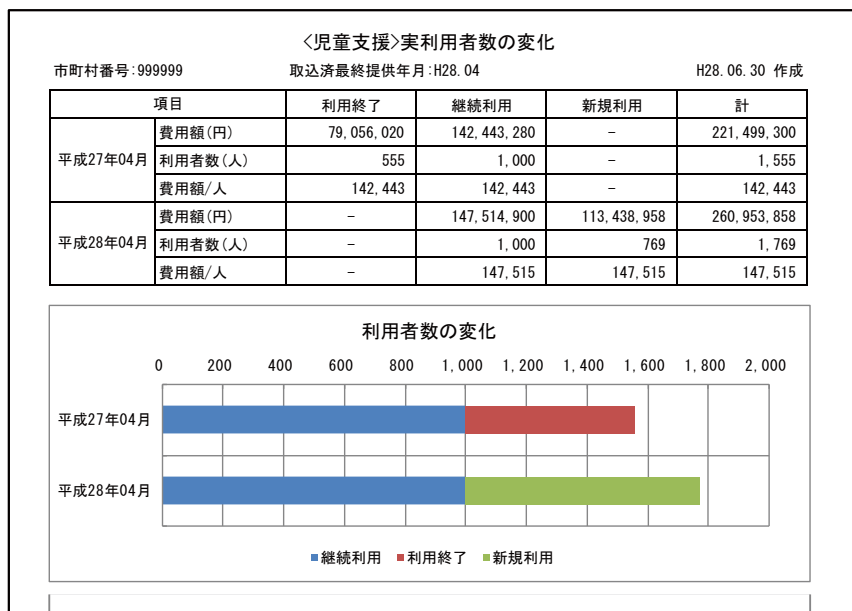 <児童支援>実利用者数の変化
市町村番号:999999 取込済最終提供年月:H28.04 H28.06.30 作成
項目 利用終了 継続利用 新規利用 計
平成27年04月 費用額(円) 79,056,020 142,443,280 － 221,499,300
利用者数(人) 555 1,000 － 1,555
費用額/人 142,443 142,443 － 142,443
平成28年04月 費用額(円) － 147,514,900 113,438,958 260,953,858
利用者数(人) － 1,000 769 1,769
費用額/人 － 147,515 147,515 147,515
利用者数の変化
0 200 400 600 800 1,000 1,200 1,400 1,600 1,800 2,000
平成27年04月
平成28年04月
継続利用 利用終了 新規利用